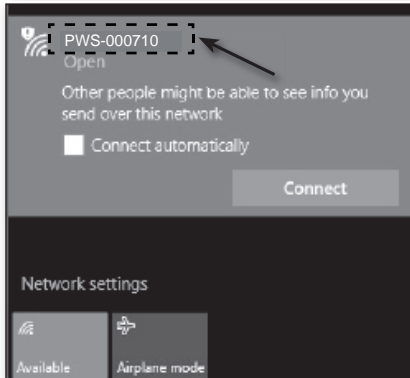 PWS-000710
Open
Other people might be able to see info you
send over this network
Connect automatically
Connect
Network settings
Available
Airplane mode